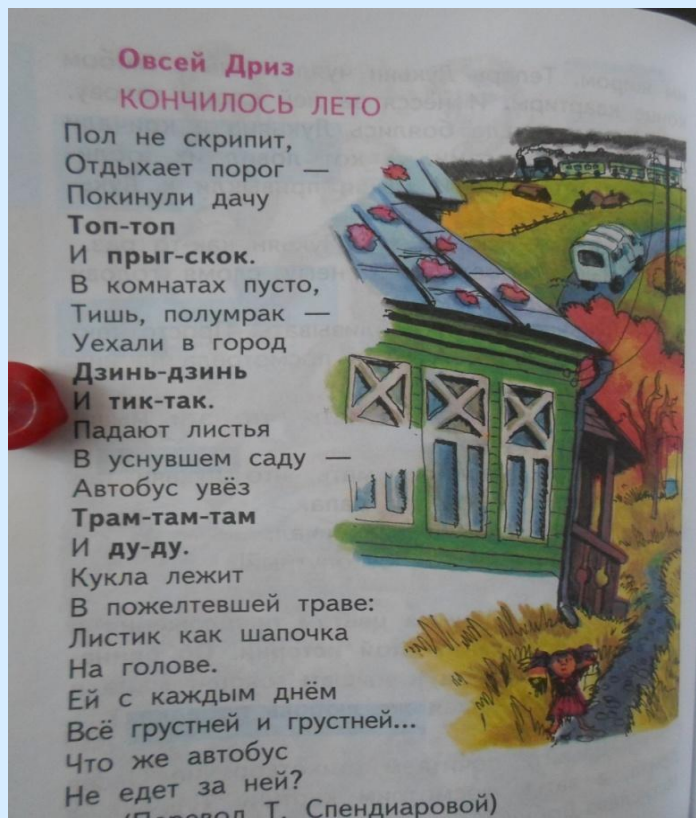 Овсей Дриз
КОНЧИЛОСЬ ЛЕТО
Пол не скрипит,
Отдыхает порог —
Покинули дачу
Топ-топ
И прыг-скок.
В комнатах пусто,
Тишь, полумрак —
Уехали в город
Дзинь-дзинь
И тик-так.
Падают листья
В уснувшем саду —
Автобус увёз
Трам-там-там
И ду-ду.
Кукла лежит
В пожелтевшей траве:
Листик как шапочка
На голове.
Ей с каждым днём
Всё грустней и грустней...
Что же автобус
Не едет за ней?
(Перевод Т. Спендиаровой)